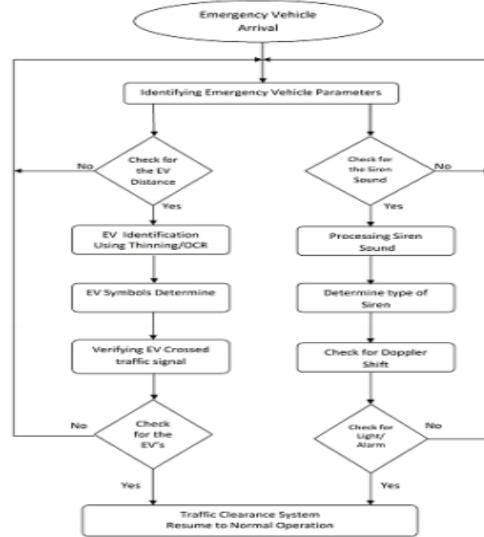 Emergency Vehicle
Arrival
Identifying Emergency Vehicle Parameters
Check for
the EV
Distance
No
Yes
EV Identification
Using Thinning/OCR
EV Symbols Determine
Verifying EV Crossed
traffic signal
Check
for the
EV's
No
Yes
Check for
the Siren
Sound
No
Yes
Processing Siren
Sound
Determine type of
Siren
Check for Doppler
Shift
Check for
Light/
Alarm
No
Yes
Traffic Clearance System
Resume to Normal Operation